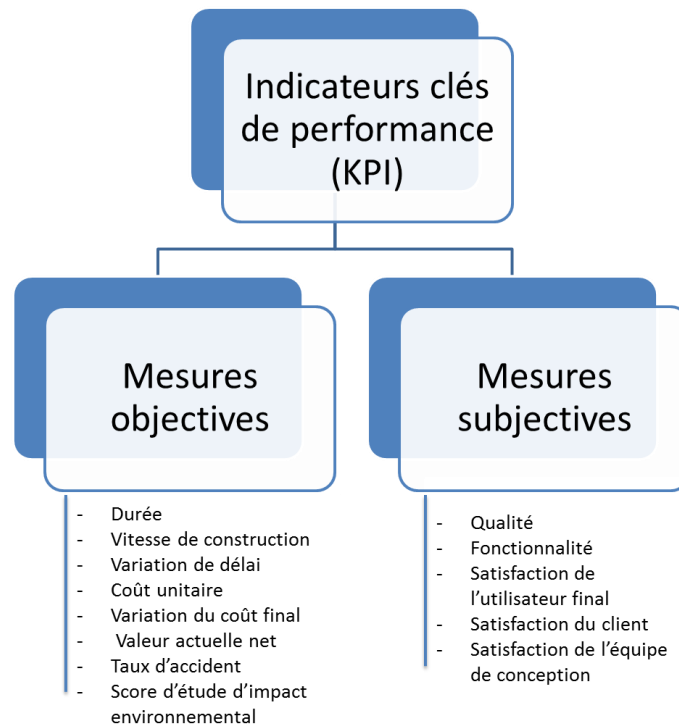 Indicateurs clés
de performance
(KPI)
Mesures
objectives
- Durée
- Vitesse de construction
- Variation de délai
- Coût unitaire
- Variation du coût final
- Valeur actuelle net
- Taux d'accident
- Score d'étude d'impact
environnemental
Mesures
subjectives
- Qualité
- Fonctionnalité
- Satisfaction de
l'utilisateur final
- Satisfaction du client
- Satisfaction de l'équipe
de conception